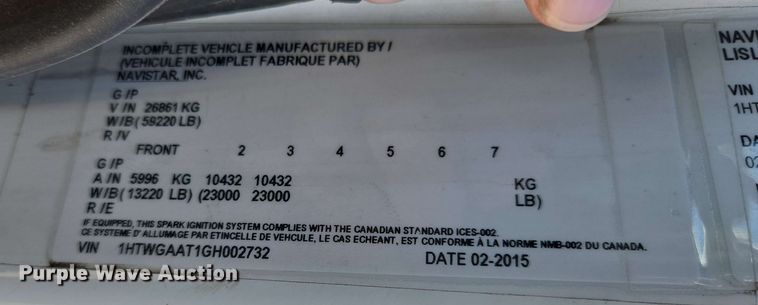 INCOMPLETE VEHICLE MANUFACTURED BY /
(VEHICULE INCOMPLET FABRIQUE PAR)
NAVISTAR, INC.
G /P
V / N 26861 KG
W/B( 59220 LB)
R /V
FRONT 2 3 4 5 6 7
G /P
A / N 5996 KG 10432 10432 KG
W/B( 13220 LB) (23000 23000 LB)
R /E
IF EQUIPPED, THIS SPARK IGNITION SYSTEM COMPLIES WITH THE CANADIAN STANDARD ICES-002.
CE SYSTEME D' ALLUMAGE PAR ETINCELLE DE VEHCULE, LE CAS ECHEANT, EST CONFORME À LA NORME NMB-002 DU CANADA.
VIN 1HTWGAAT1GH002732 DATE 02-2015
NAVI
LISL
VIN
1HT
DA
02
Purple Wave Auction